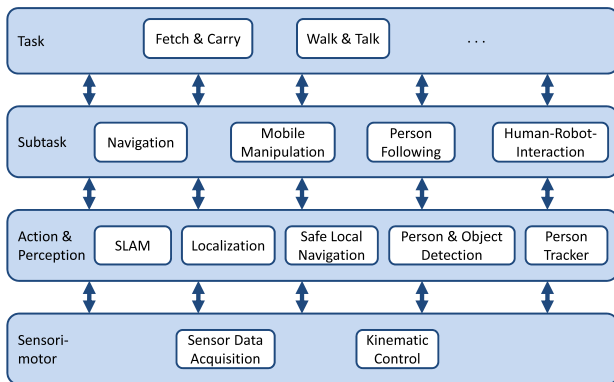 Task
Fetch & Carry
Walk & Talk
. . .
Subtask
Navigation
Mobile
Manipulation
Person
Following
Human-Robot-
Interaction
Action &
Perception
SLAM
Localization
Safe Local
Navigation
Person & Object
Detection
Person
Tracker
Sensori-
motor
Sensor Data
Acquisition
Kinematic
Control